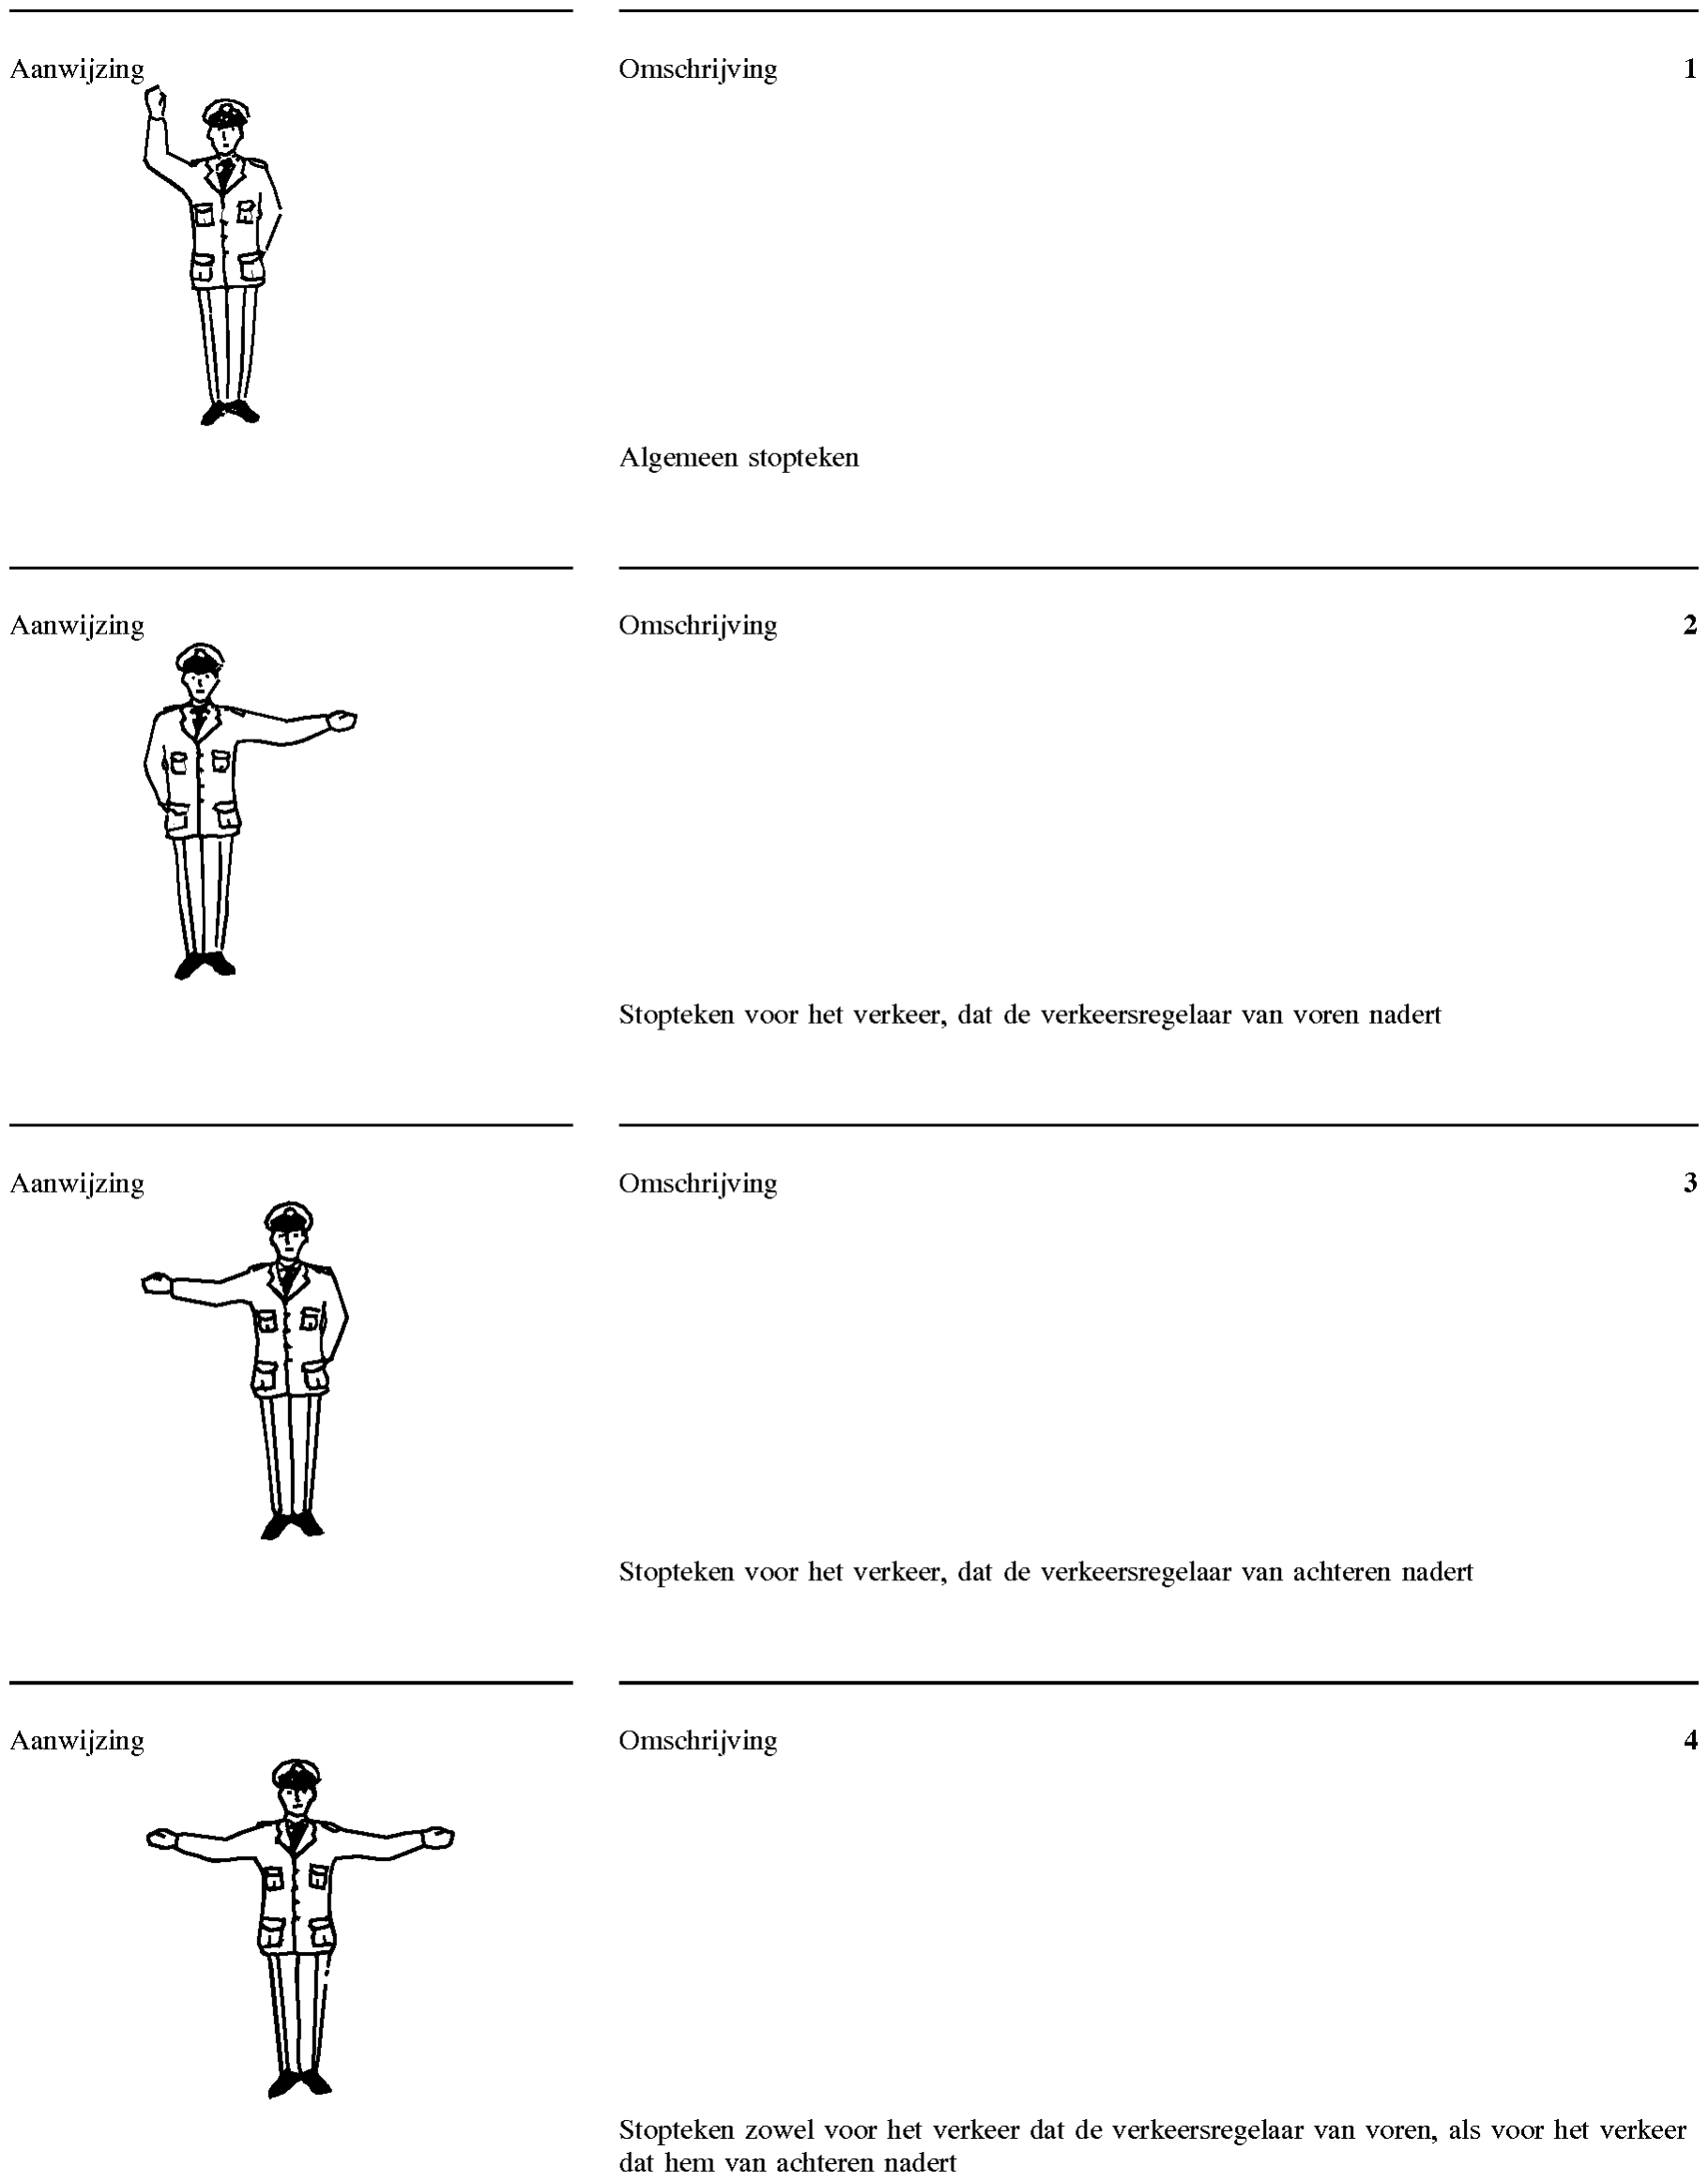 Aanwijzing Omschrijving 1
Algemeen stopteken
Aanwijzing Omschrijving 2
Stopteken voor het verkeer, dat de verkeersregelaar van voren nadert
Aanwijzing Omschrijving 3
Stopteken voor het verkeer, dat de verkeersregelaar van achteren nadert
Aanwijzing Omschrijving 4
Stopteken zowel voor het verkeer dat de verkeersregelaar van voren, als voor het verkeer
dat hem van achteren nadert